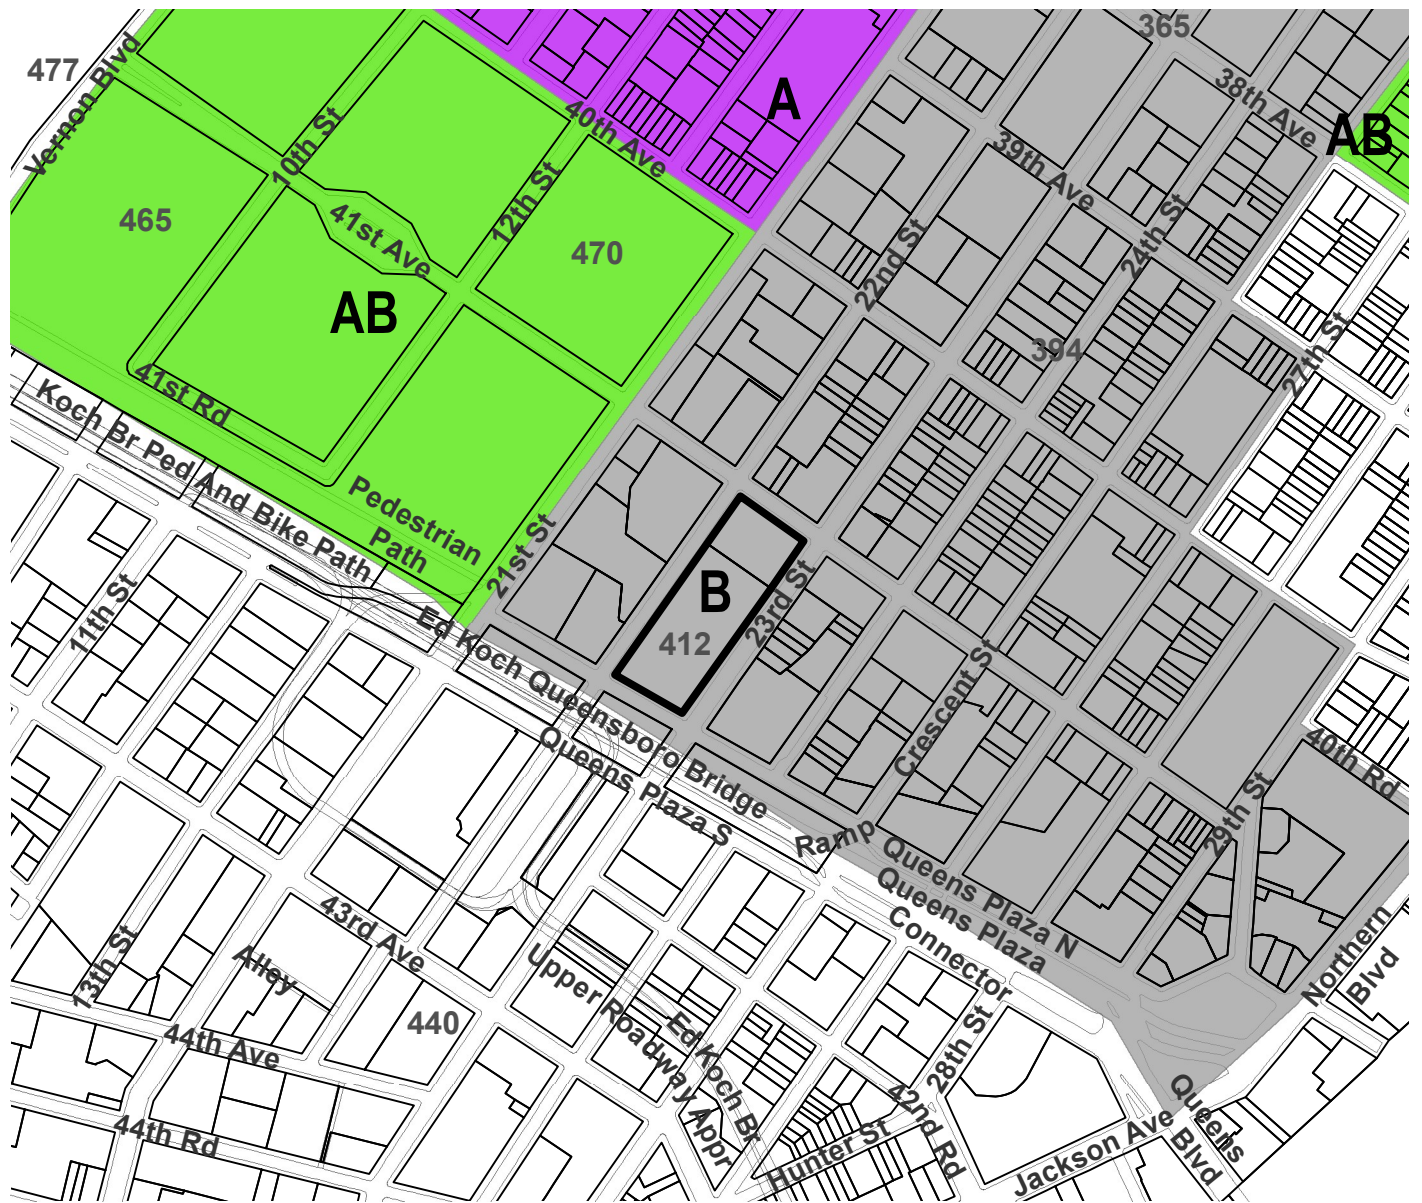 365
477
Vernon Blvd
A
38th Ave
AB
40th Ave
10th St
39th Ave
465
41st Ave
12th St
470
22nd St
24th St
AB
394
27th St
41st Rd
Koch Br Ped And Bike Path
Pedestrian
Path
21st St
B
412
23rd St
11th St
Ed Koch Queensboro Bridge
Crescent St
Queens Plaza S
40th Rd
29th St
Ramp
Queens Plaza N
Queens Plaza
Connector
43rd Ave
13th St
Alley
Northern
Blvd
Upper Roadway Appr
Ed Koch Br
440
44th Ave
28th St
42nd Rd
44th Rd
Hunter St
Jackson Ave
Queens
Blvd